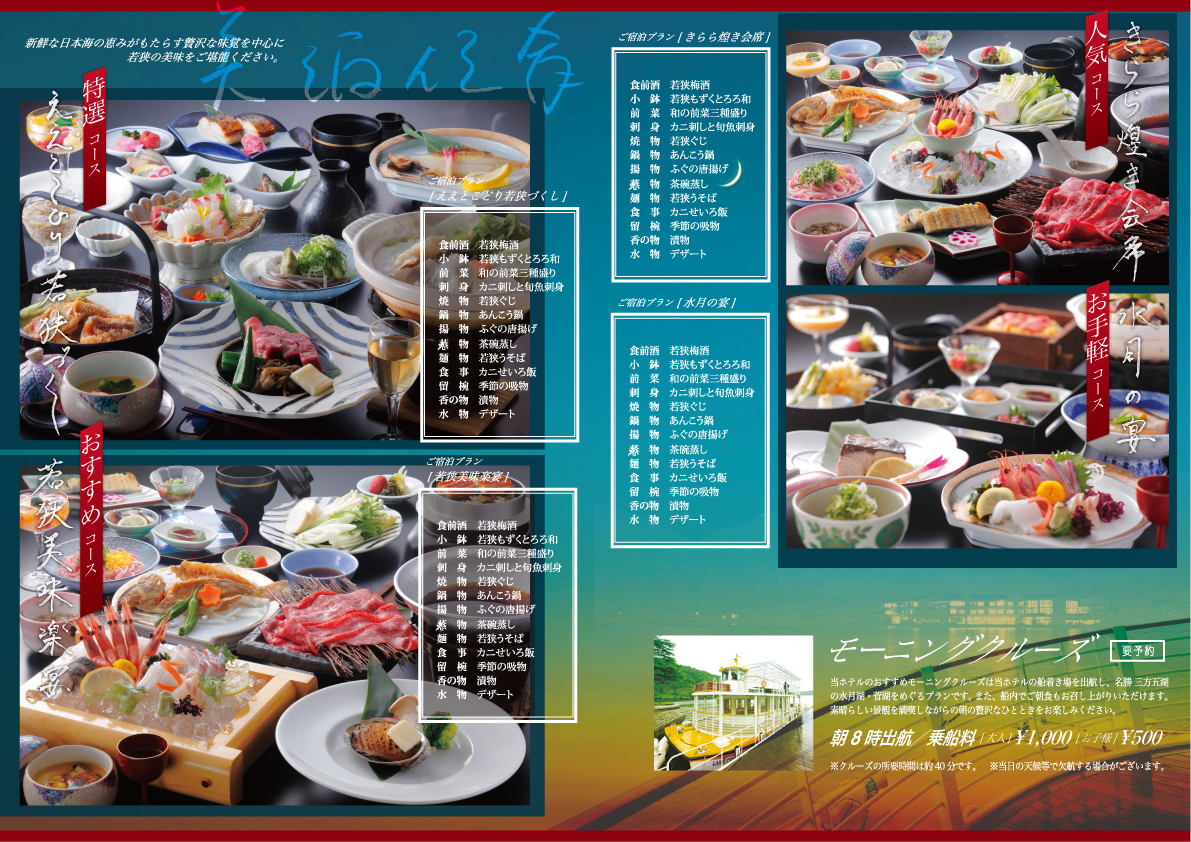 新鮮な日本海の恵みがもたらす贅沢な味覚を中心に
若狭の美味をご堪能ください。
特選コース
ええとこどり若狭づくし
ご宿泊プラン
[ ええとこどり若狭づくし ]
食前酒 若狭梅酒
小鉢 若狭もずくとろろ和
前菜 和の前菜三種盛り
刺身 カニ刺しと旬魚刺身
焼物 若狭ぐじ
鍋物 あんこう鍋
揚物 ふぐの唐揚げ
蒸物 茶碗蒸し
麺物 若狭うそば
食事 カニせいろ飯
留椀 季節の吸物
香の物 漬物
水物 デザート
おすすめコース
若狭美味楽宴
ご宿泊プラン
[ 若狭美味楽宴 ]
食前酒 若狭梅酒
小鉢 若狭もずくとろろ和
前菜 和の前菜三種盛り
刺身 カニ刺しと旬魚刺身
焼物 若狭ぐじ
鍋物 あんこう鍋
揚物 ふぐの唐揚げ
蒸物 茶碗蒸し
麺物 若狭うそば
食事 カニせいろ飯
留椀 季節の吸物
香の物 漬物
水物 デザート
人気コース
きらら煌き会席
ご宿泊プラン [ きらら煌き会席 ]
食前酒 若狭梅酒
小鉢 若狭もずくとろろ和
前菜 和の前菜三種盛り
刺身 カニ刺しと旬魚刺身
焼物 若狭ぐじ
鍋物 あんこう鍋
揚物 ふぐの唐揚げ
蒸物 茶碗蒸し
麺物 若狭うそば
食事 カニせいろ飯
留椀 季節の吸物
香の物 漬物
水物 デザート
お手軽コース
水月の宴
ご宿泊プラン [ 水月の宴 ]
食前酒 若狭梅酒
小鉢 若狭もずくとろろ和
前菜 和の前菜三種盛り
刺身 カニ刺しと旬魚刺身
焼物 若狭ぐじ
鍋物 あんこう鍋
揚物 ふぐの唐揚げ
蒸物 茶碗蒸し
麺物 若狭うそば
食事 カニせいろ飯
留椀 季節の吸物
香の物 漬物
水物 デザート
モーニングクルーズ 要予約
当ホテルのおすすめモーニングクルーズは当ホテルの船着き場を出航し、名勝 三方五湖
の水月湖・菅湖をめぐるプランです。また、船内でご朝食もお召し上がりいただけます。
素晴らしい景観を満喫しながらの朝の贅沢なひとときをお楽しみください。
朝8時出航／乗船料 [ 大人 ] ¥1,000 [ お子様 ] ¥500
※クルーズの所要時間は約40分です。 ※当日の天候等で欠航する場合がございます。